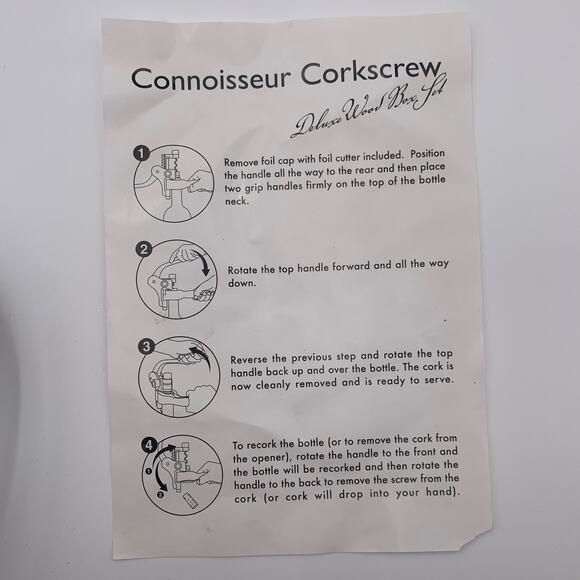 Connoisseur Corkscrew
Deluxe Wood Box Set
1
Remove foil cap with foil cutter included. Position
the handle all the way to the rear and then place
two grip handles firmly on the top of the bottle
neck.
2
Rotate the top handle forward and all the way
down.
3
Reverse the previous step and rotate the top
handle back up and over the bottle. The cork is
now cleanly removed and is ready to serve.
4
1
2
To recork the bottle (or to remove the cork from
the opener), rotate the handle to the front and
the bottle will be recorked and then rotate the
handle to the back to remove the screw from the
cork (or cork will drop into your hand).